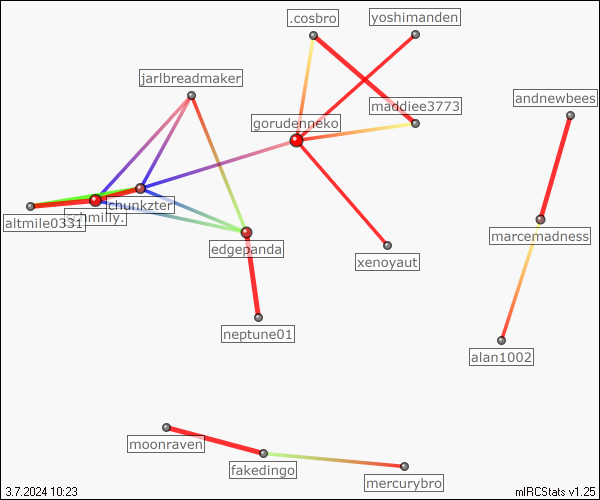 .cosbro
yoshimanden
jarlbreadmaker
maddiee3773
andnewbees
gorudenneko
chunkzter
altmile0331
marcemadness
edgepanda
xenoyaut
neptune01
alan1002
moonraven
fakedingo
mercurybro
3.7.2024 10:23
mIRCStats v1.25